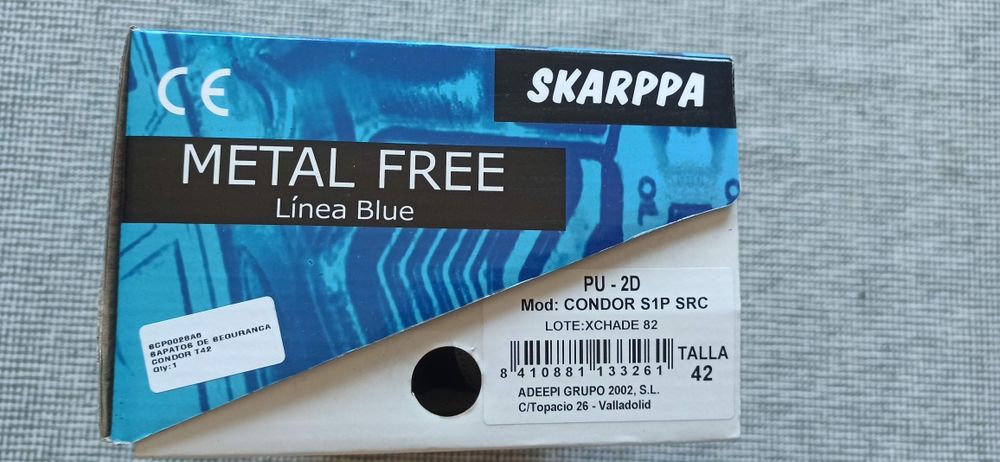 CE
SKARPPA
METAL FREE
Línea Blue
PU - 2D
Mod: CONDOR S1P SRC
LOTE:XCHADE 82
8 410881 133261
TALLA
42
ADEEPI GRUPO 2002, S.L.
C/Topacio 26 - Valladolid
6CP0028A6
SAPATOS DE SEGURANCA
CONDOR T42
Qty:1